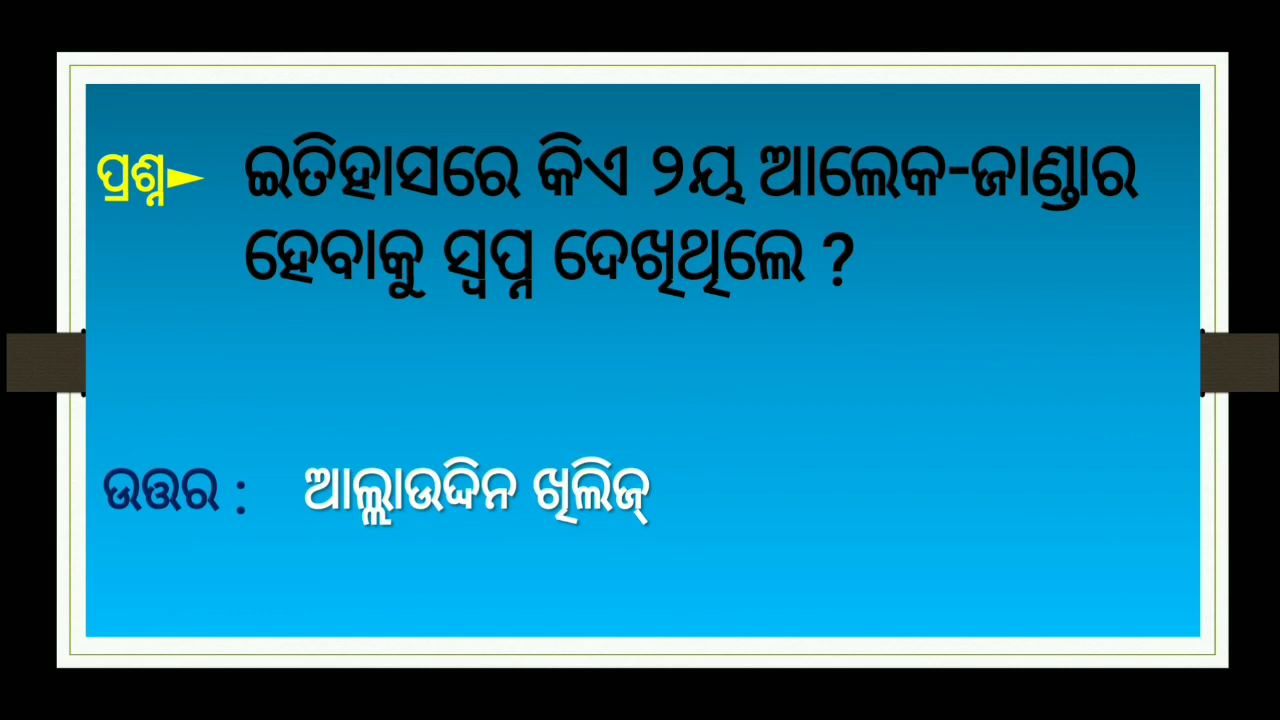 ପ୍ରଶ୍ନ► ଇତିହାସରେ କିଏ ୨ୟ ଆଲେକ-ଜାଣ୍ଡାର
ହେବାକୁ ସ୍ୱପ୍ନ ଦେଖିଥିଲେ ?
ଉତ୍ତର : ଆଲ୍ଲାଉଦ୍ଦିନ ଖିଲିଜ୍